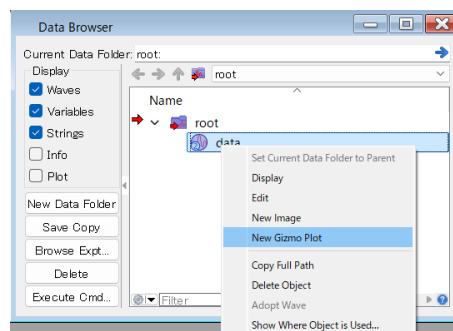 Data Browser
Current Data Folder: root:
Display
Waves
Variables
Strings
Info
Plot
New Data Folder
Save Copy
Browse Expt...
Delete
Execute Cmd...
root
Name
root
data
Set Current Data Folder to Parent
Display
Edit
New Image
New Gizmo Plot
Copy Full Path
Delete Object
Adopt Wave
Show Where Object is Used...
Filter